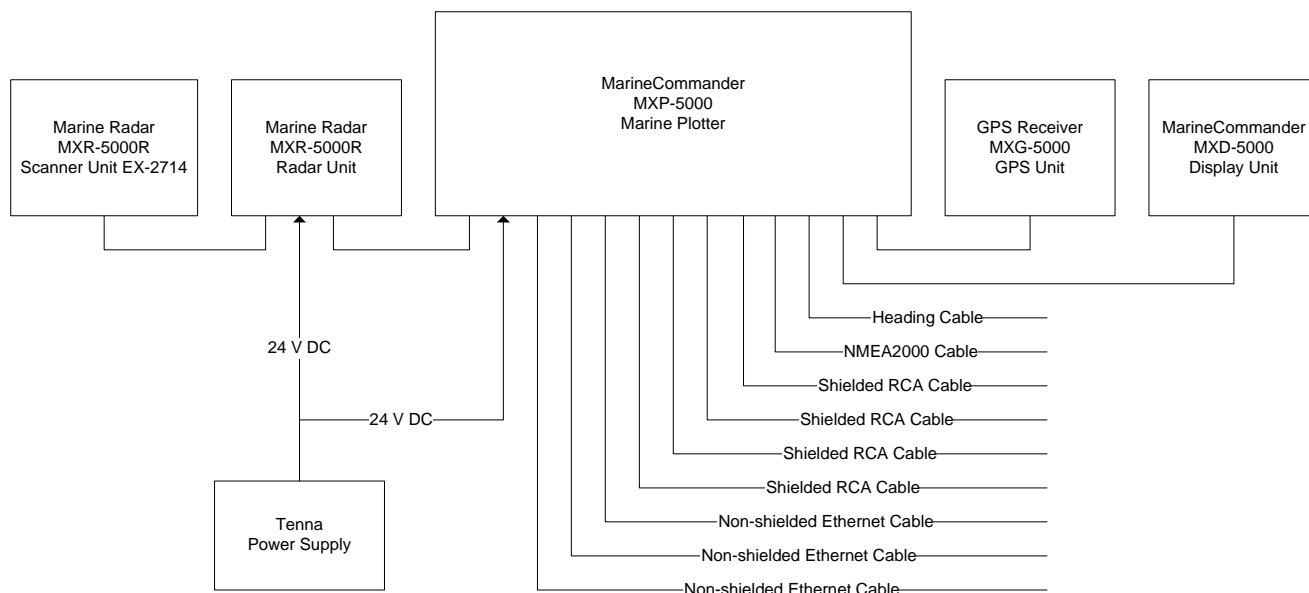 MarineCommander
MXP-5000
Marine Plotter
Marine Radar
MXR-5000R
Scanner Unit EX-2714
Marine Radar
MXR-5000R
Radar Unit
GPS Receiver
MXG-5000
GPS Unit
MarineCommander
MXD-5000
Display Unit
Heading Cable
24 V DC
NMEA2000 Cable
Shielded RCA Cable
24 V DC
Shielded RCA Cable
Shielded RCA Cable
Shielded RCA Cable
Tenna
Power Supply
Non-shielded Ethernet Cable
Non-shielded Ethernet Cable
Non-shielded Ethernet Cable